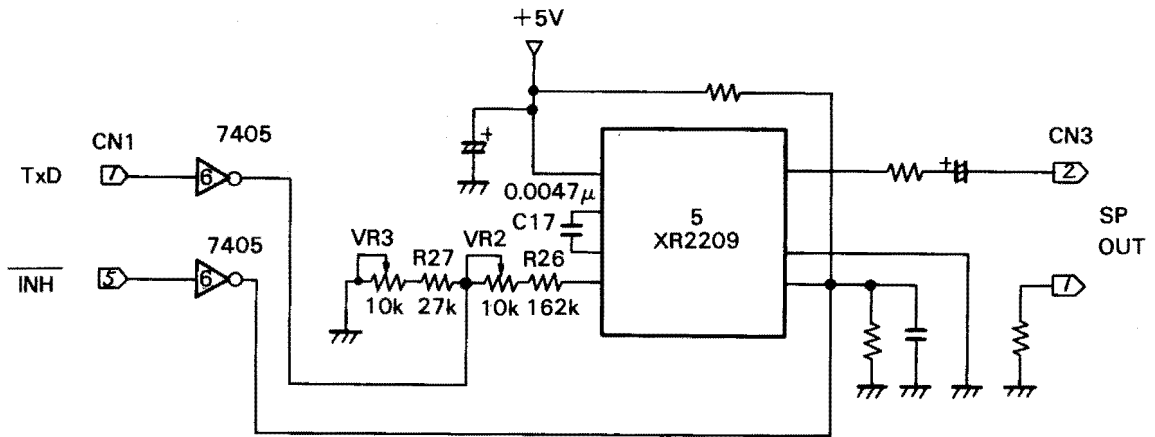 +5V
CN1
7405
TxD
7
6
+
0.0047μ
C17
5
XR2209
+
CN3
2
SP
OUT
7405
INH
5
6
VR3
R27
VR2
R26
10k
27k
10k
162k